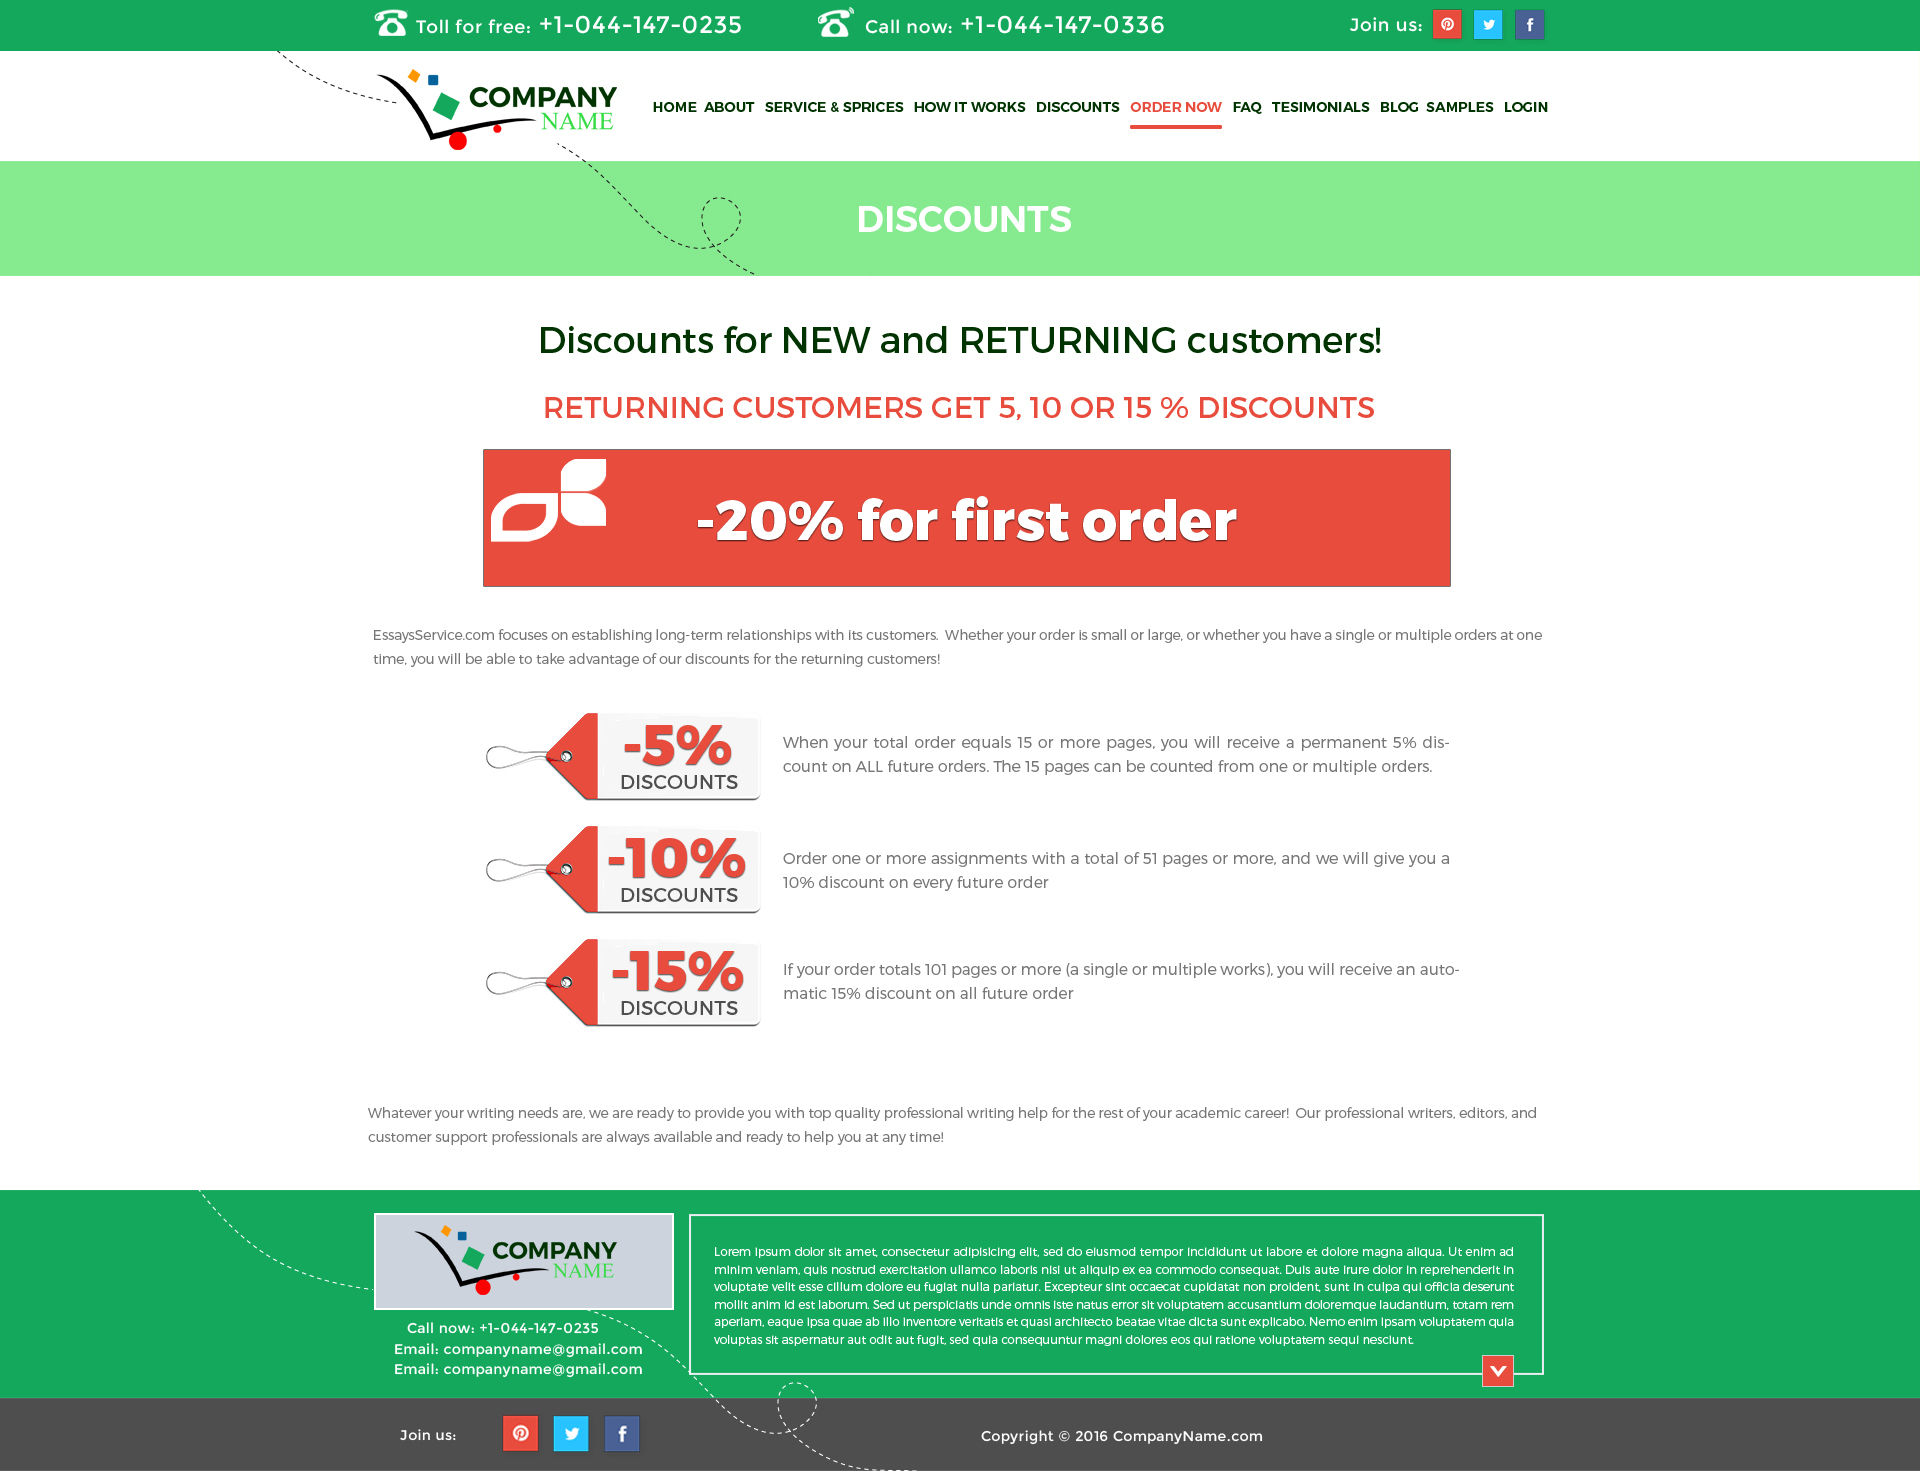 Toll for free: +1-044-147-0235
Call now: +1-044-147-0336
Join us:
COMPANY
NAME
HOME ABOUT SERVICE & SPRICES HOW IT WORKS DISCOUNTS ORDER NOW FAQ TESIMONIALS BLOG SAMPLES LOGIN
DISCOUNTS
Discounts for NEW and RETURNING customers!
RETURNING CUSTOMERS GET 5, 10 OR 15 % DISCOUNTS
-20% for first order
EssaysService.com focuses on establishing long-term relationships with its customers. Whether your order is small or large, or whether you have a single or multiple orders at one
time, you will be able to take advantage of our discounts for the returning customers!
-5%
DISCOUNTS
When your total order equals 15 or more pages, you will receive a permanent 5% dis-
count on ALL future orders. The 15 pages can be counted from one or multiple orders.
-10%
DISCOUNTS
Order one or more assignments with a total of 51 pages or more, and we will give you a
10% discount on every future order
-15%
DISCOUNTS
If your order totals 101 pages or more (a single or multiple works), you will receive an auto-
matic 15% discount on all future order
Whatever your writing needs are, we are ready to provide you with top quality professional writing help for the rest of your academic career! Our professional writers, editors, and
customer support professionals are always available and ready to help you at any time!
COMPANY
NAME
Call now: +1-044-147-0235
Email: companyname@gmail.com
Email: companyname@gmail.com
Lorem ipsum dolor sit amet, consectetur adipisicing elit, sed do eiusmod tempor incididunt ut labore et dolore magna aliqua. Ut enim ad
minim veniam, quis nostrud exercitation ullamco laboris nisi ut aliquip ex ea commodo consequat. Duis aute irure dolor in reprehenderit in
voluptate velit esse cillum dolore eu fugiat nulla pariatur. Excepteur sint occaecat cupidatat non proident, sunt in culpa qui officia deserunt
mollit anim id est laborum. Sed ut perspiciatis unde omnis iste natus error sit voluptatem accusantium doloremque laudantium, totam rem
aperiam, eaque ipsa quae ab illo inventore veritatis et quasi architecto beatae vitae dicta sunt explicabo. Nemo enim ipsam voluptatem quia
voluptas sit aspernatur aut odit aut fugit, sed quia consequuntur magni dolores eos qui ratione voluptatem sequi nesciunt.
Join us:
Copyright © 2016 CompanyName.com